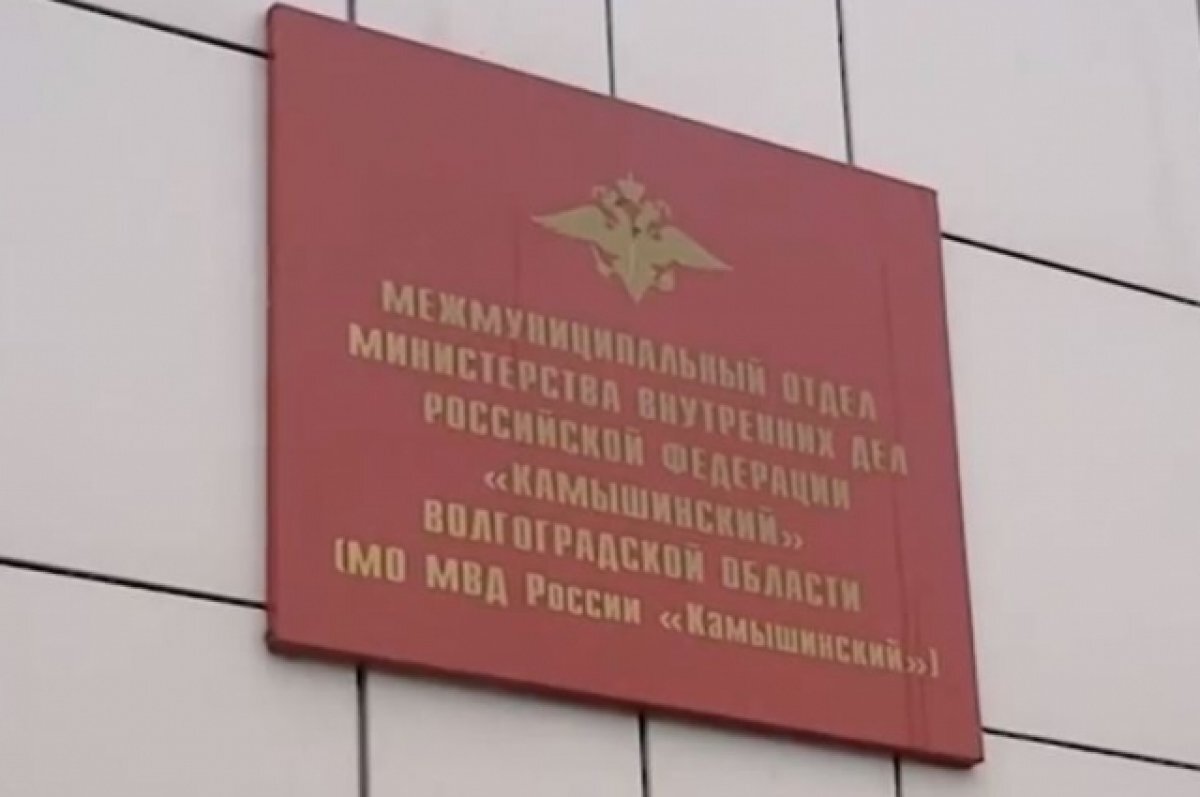 МЕЖМУНИЦИПАЛЬНЫЙ ОТДЕЛ
МИНИСТЕРСТВА ВНУТРЕННИХ ДЕЛ
РОССИЙСКОЙ ФЕДЕРАЦИИ
«КАМЫШИНСКИЙ»
ВОЛГОГРАДСКОЙ ОБЛАСТИ
(МО МВД России «Камышинский»)